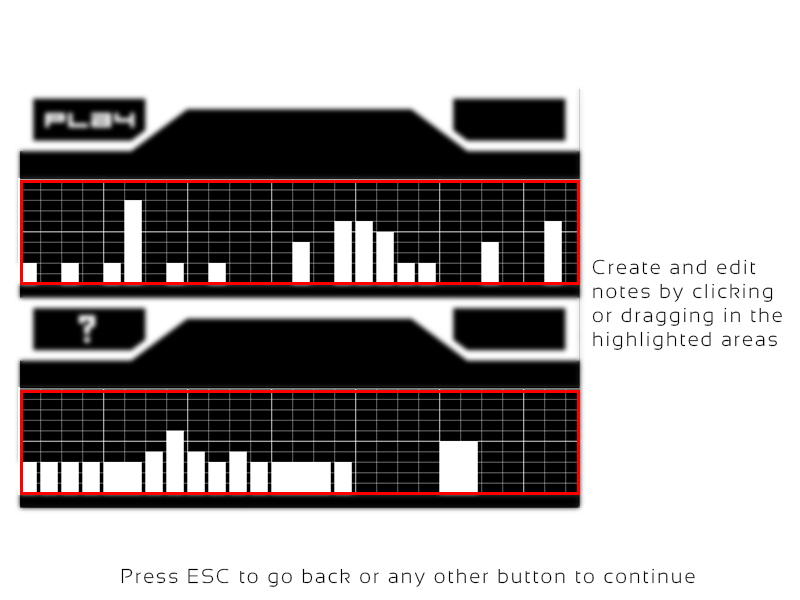 PLAY
?
Create and edit
notes by clicking
or dragging in the
highlighted areas
Press ESC to go back or any other button to continue